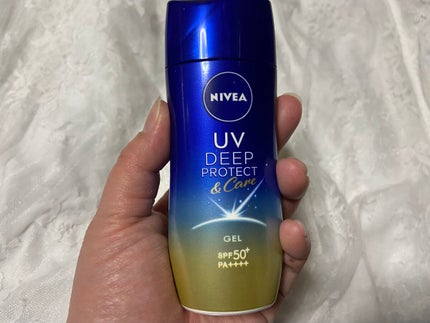 NIVEA
UV
DEEP
PROTECT
& Care
GEL
SPF50+
PA++++